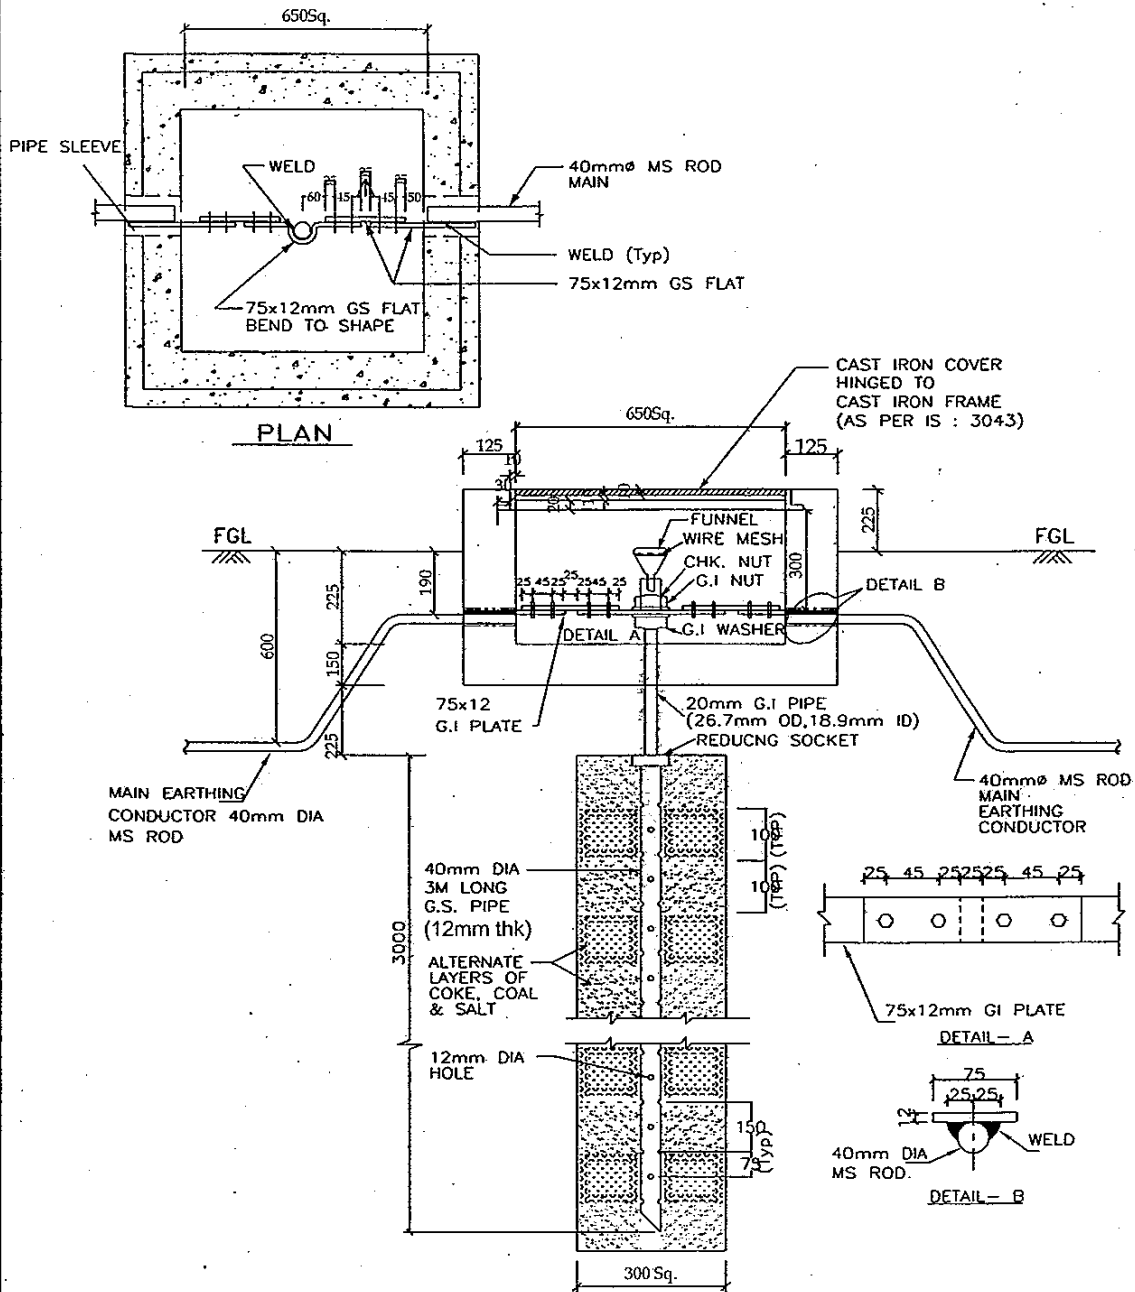 650Sq.
PIPE SLEEVE
WELD
25
25
25
60
45
45
50
40mmø MS ROD
MAIN
WELD (Typ)
75x12mm GS FLAT
75x12mm GS FLAT
BEND TO SHAPE
PLAN
CAST IRON COVER
HINGED TO
CAST IRON FRAME
(AS PER IS : 3043)
650Sq.
125
125
10
30
20
10
225
FGL
FGL
FUNNEL
WIRE MESH
CHK. NUT
G.I NUT
300
190
225
25 45 25 25 25 45 25
DETAIL B
DETAIL A
G.I WASHER
600
150
75x12
G.I PLATE
20mm G.I PIPE
(26.7mm OD,18.9mm ID)
REDUCNG SOCKET
225
MAIN EARTHING
CONDUCTOR 40mm DIA
MS ROD
40mmø MS ROD
MAIN
EARTHING
CONDUCTOR
100
(TYP)
100
(TYP)
40mm DIA
3M LONG
G.S. PIPE
(12mm thk)
3000
ALTERNATE
LAYERS OF
COKE, COAL
& SALT
25 45 25 25 25 45 25
75x12mm GI PLATE
DETAIL- A
12mm DIA
HOLE
150
75
(Typ)
75
25 25
12
WELD
40mm DIA
MS ROD.
DETAIL- B
300 Sq.